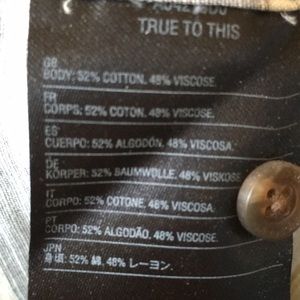 TRUE TO THIS
GB
BODY: 52% COTTON. 48% VISCOSE.
FR
CORPS: 52% COTON. 48% VISCOSE.
ES
CUERPO: 52% ALGODÓN. 48% VISCOSA.
DE
KÖRPER: 52% BAUMWOLLE. 48% VISKOSE
IT
CORPO: 52% COTONE. 48% VISCOSA.
PT
CORPO: 52% ALGODÃO. 48% VISCOSE.
JPN
身頃: 52% 綿. 48% レーヨン.